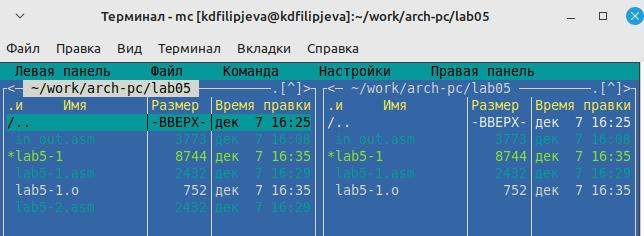 Терминал - mc [kdfilipjeva@kdfilipjeva]:~/work/arch-pc/lab05
Файл Правка Вид Терминал Вкладки Справка
Левая панель Файл Команда Настройки Правая панель
<─ ~/work/arch-pc/lab05 ─.[^]>
.и Имя Размер Время правки
/.. -ВВЕРХ- дек 7 16:25
in_out.asm 3773 дек 7 16:08
*lab5-1 8744 дек 7 16:35
lab5-1.asm 2432 дек 7 16:29
lab5-1.o 752 дек 7 16:35
lab5-2.asm 2432 дек 7 16:29
<─ ~/work/arch-pc/lab05 ─.[^]>
.и Имя Размер Время правки
/.. -ВВЕРХ- дек 7 16:25
in_out.asm 3773 дек 7 16:08
*lab5-1 8744 дек 7 16:35
lab5-1.asm 2432 дек 7 16:29
lab5-1.o 752 дек 7 16:35